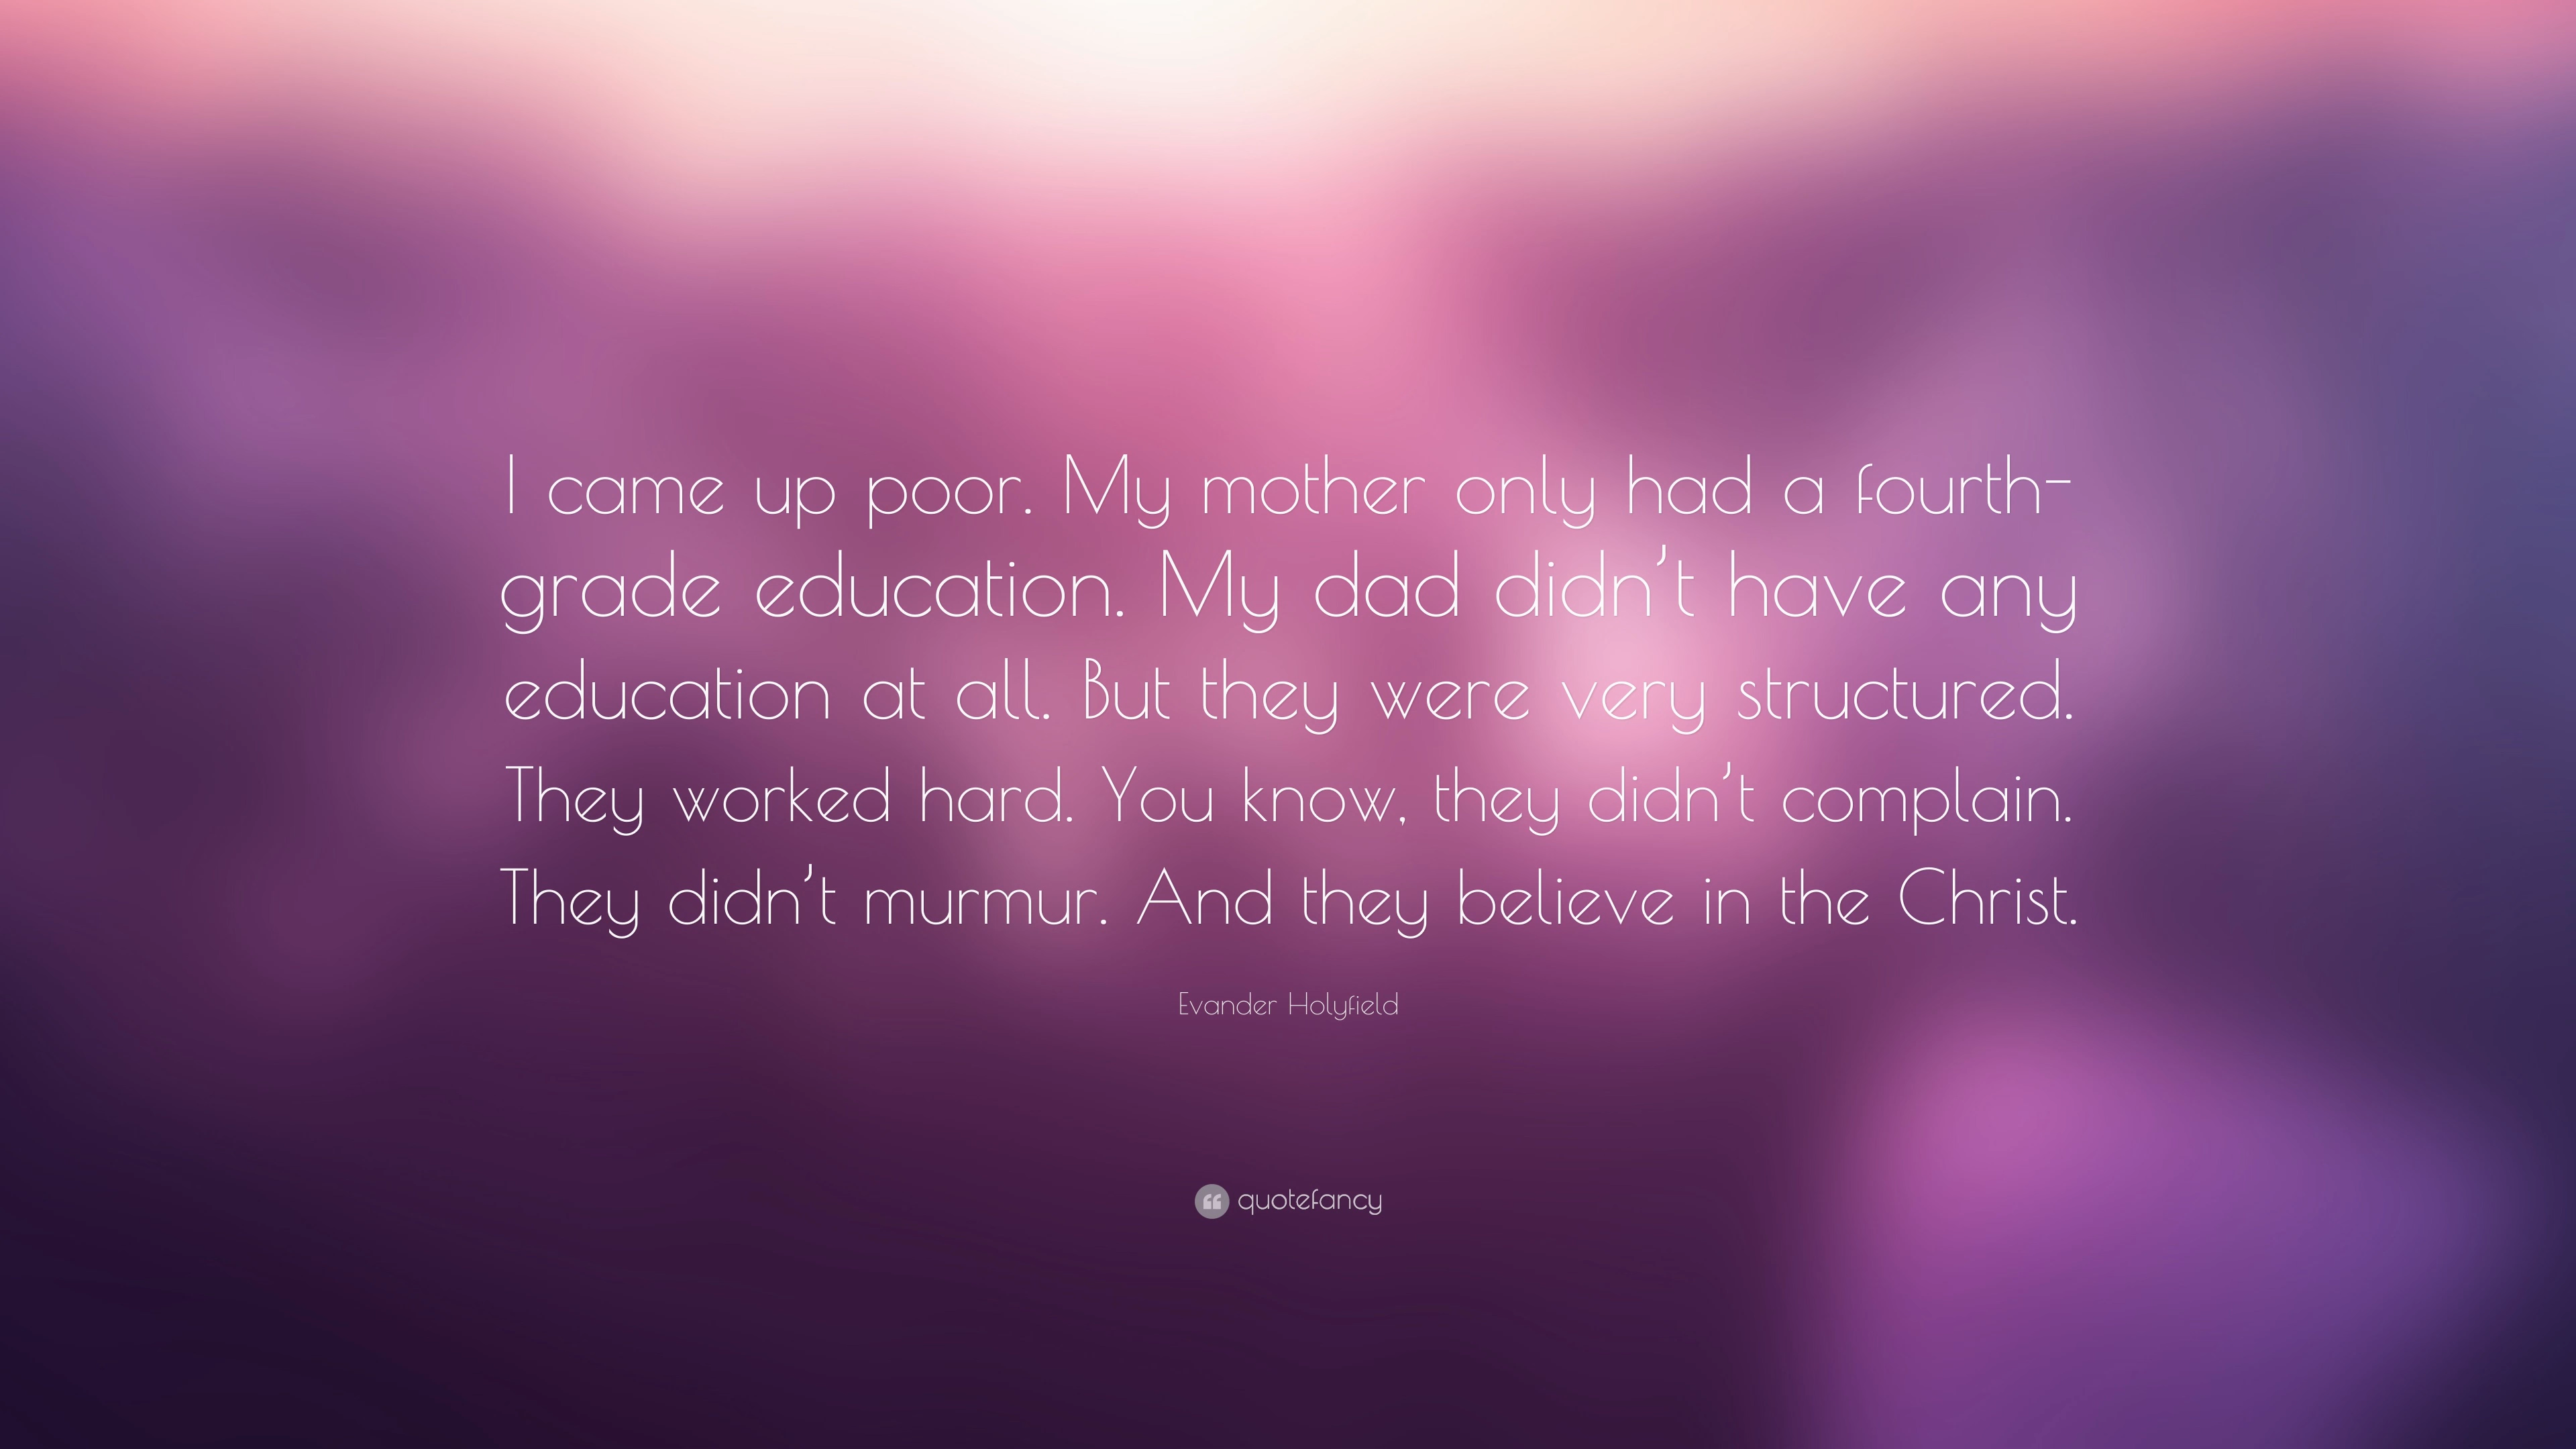 I came up poor. My mother only had a fourth-
grade education. My dad didn’t have any
education at all. But they were very structured.
They worked hard. You know, they didn’t complain.
They didn’t murmur. And they believe in the Christ.
Evander Holyfield
quotefancy